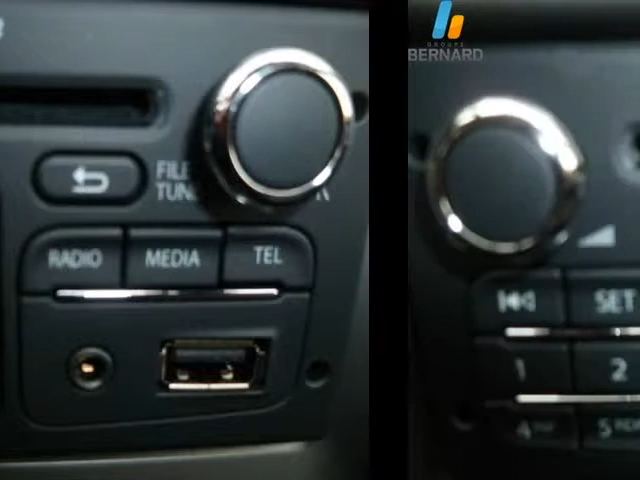 FILE
TUNE
RADIO MEDIA TEL
GROUPE
BERNARD
SET
1 2
4 5